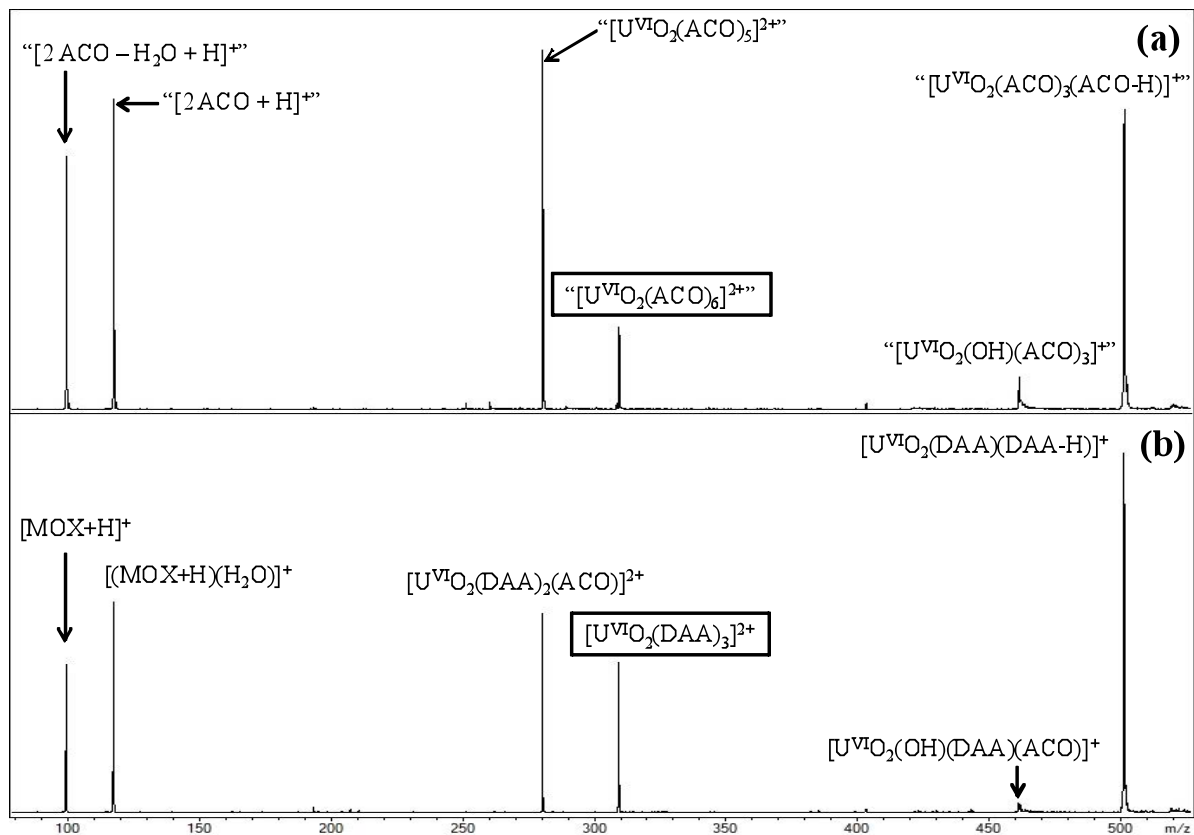 “[UⱽᴵO₂(ACO)₅]²⁺”
(a)
“[2 ACO – H₂O + H]⁺”
“[2 ACO + H]⁺”
“[UⱽᴵO₂(ACO)₃(ACO-H)]⁺”
“[UⱽᴵO₂(ACO)₆]²⁺”
“[UⱽᴵO₂(OH)(ACO)₃]⁺”
[UⱽᴵO₂(DAA)(DAA-H)]⁺
(b)
[MOX+H]⁺
[(MOX+H)(H₂O)]⁺
[UⱽᴵO₂(DAA)₂(ACO)]²⁺
[UⱽᴵO₂(DAA)₃]²⁺
[UⱽᴵO₂(OH)(DAA)(ACO)]⁺
100 150 200 250 300 350 400 450 500 m/z